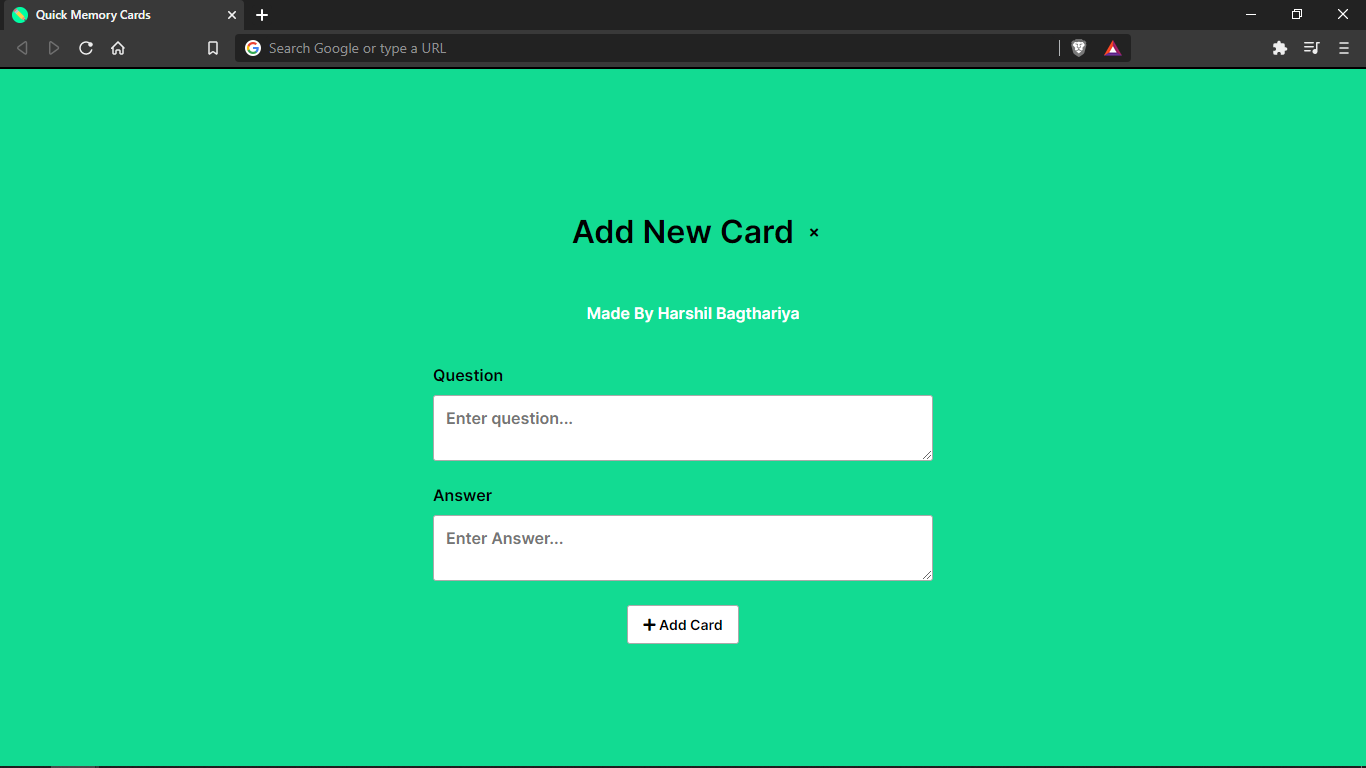 Quick Memory Cards
Search Google or type a URL
Add New Card ×
Made By Harshil Bagthariya
Question
Enter question...
Answer
Enter Answer...
Add Card